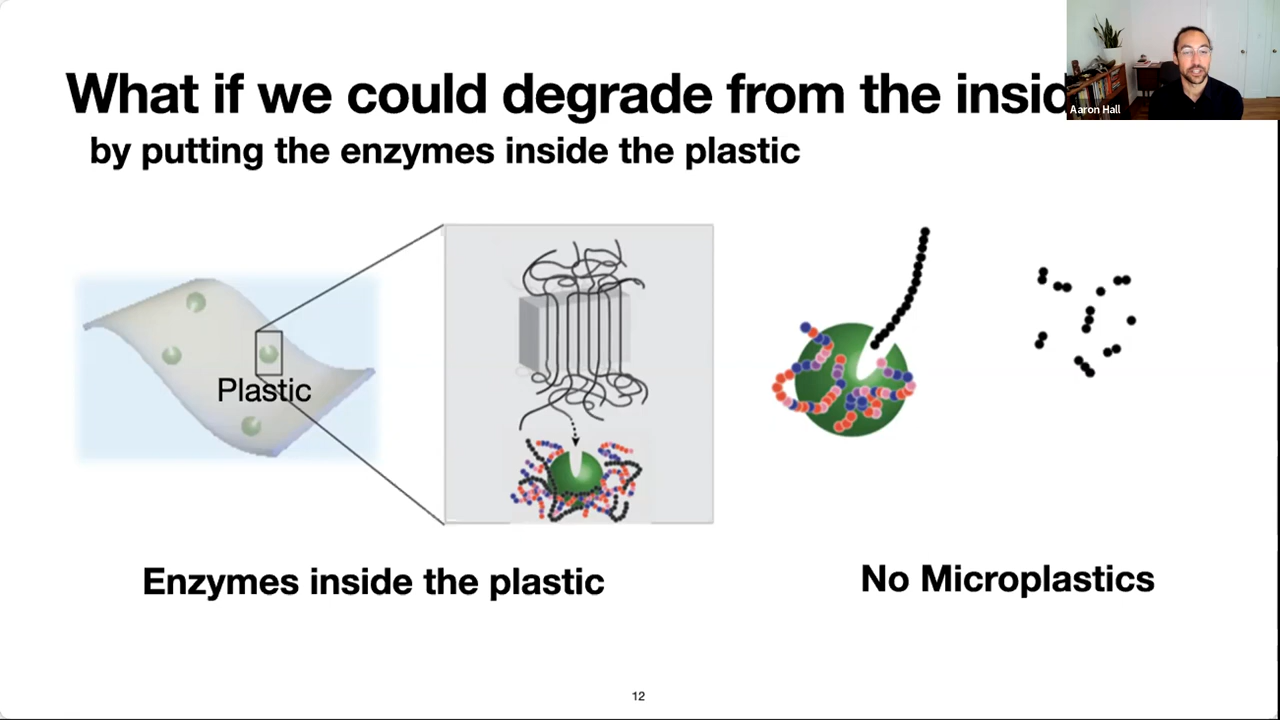 What if we could degrade from the insid
Aaron Hall
by putting the enzymes inside the plastic
Plastic
Enzymes inside the plastic
No Microplastics
12